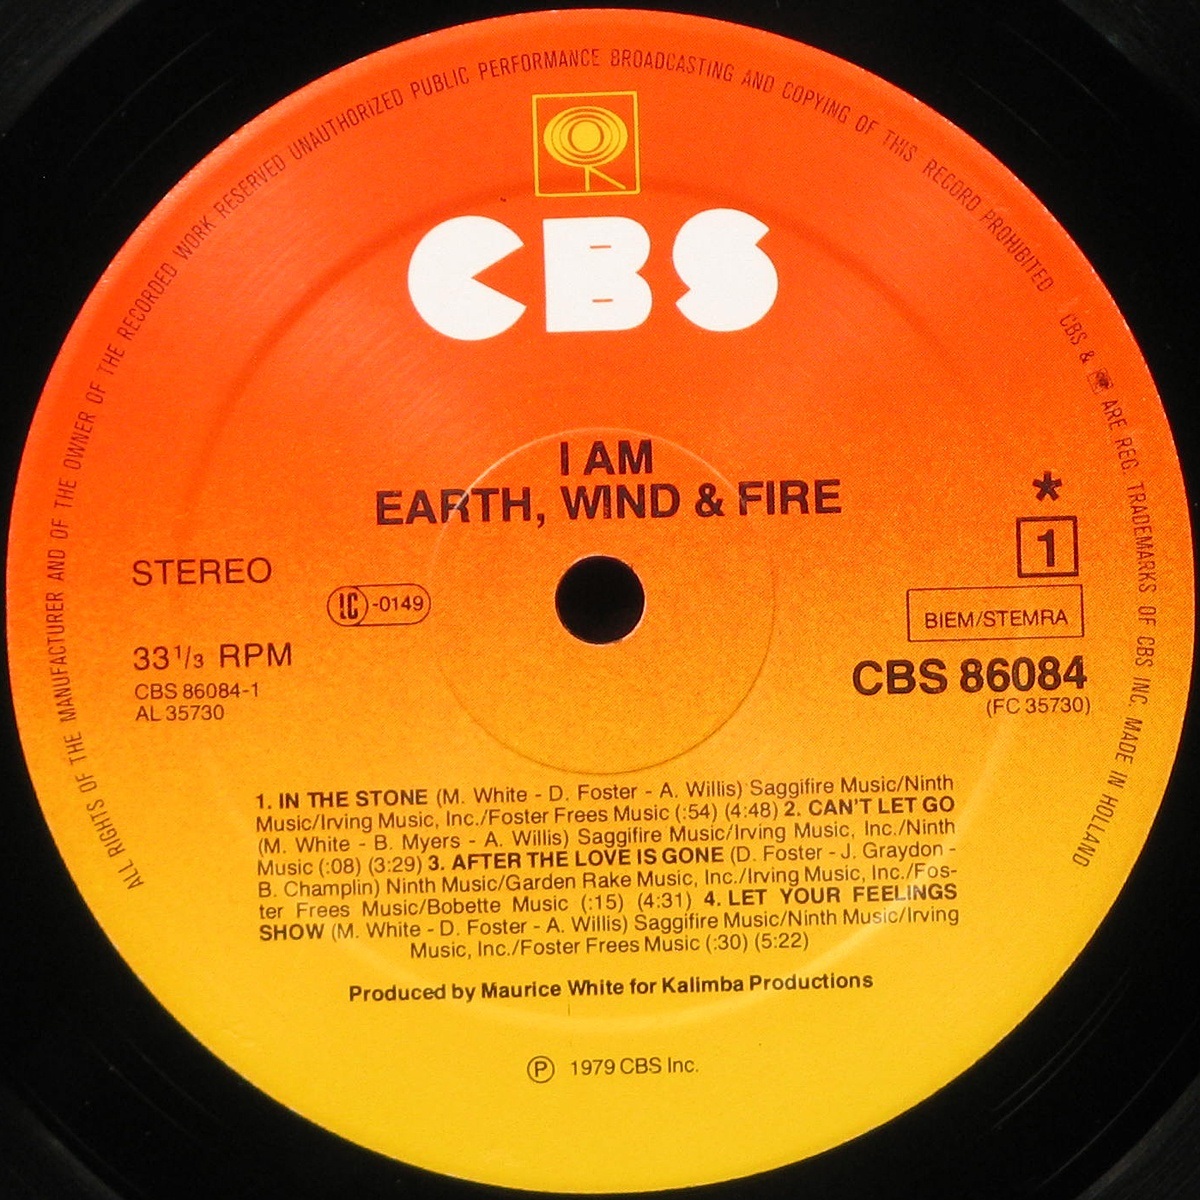 ALL RIGHTS OF THE MANUFACTURER AND OF THE OWNER OF THE RECORDED WORK RESERVED UNAUTHORIZED PUBLIC PERFORMANCE BROADCASTING AND COPYING OF THIS RECORD PROHIBITED CBS & ARE REG. TRADEMARKS OF CBS INC. MADE IN HOLLAND
CBS
I AM
EARTH, WIND & FIRE
STEREO
LC-0149
33 1/3 RPM
CBS 86084-1
AL 35730
*
1
BIEM/STEMRA
CBS 86084
(FC 35730)
1. IN THE STONE (M. White - D. Foster - A. Willis) Saggifire Music/Ninth
Music/Irving Music, Inc./Foster Frees Music (:54) (4:48) 2. CAN'T LET GO
(M. White - B. Myers - A. Willis) Saggifire Music/Irving Music, Inc./Ninth
Music (:08) (3:29) 3. AFTER THE LOVE IS GONE (D. Foster - J. Graydon -
B. Champlin) Ninth Music/Garden Rake Music, Inc./Irving Music, Inc./Fos-
ter Frees Music/Bobette Music (:15) (4:31) 4. LET YOUR FEELINGS
SHOW (M. White - D. Foster - A. Willis) Saggifire Music/Ninth Music/Irving
Music, Inc./Foster Frees Music (:30) (5:22)
Produced by Maurice White for Kalimba Productions
℗ 1979 CBS Inc.